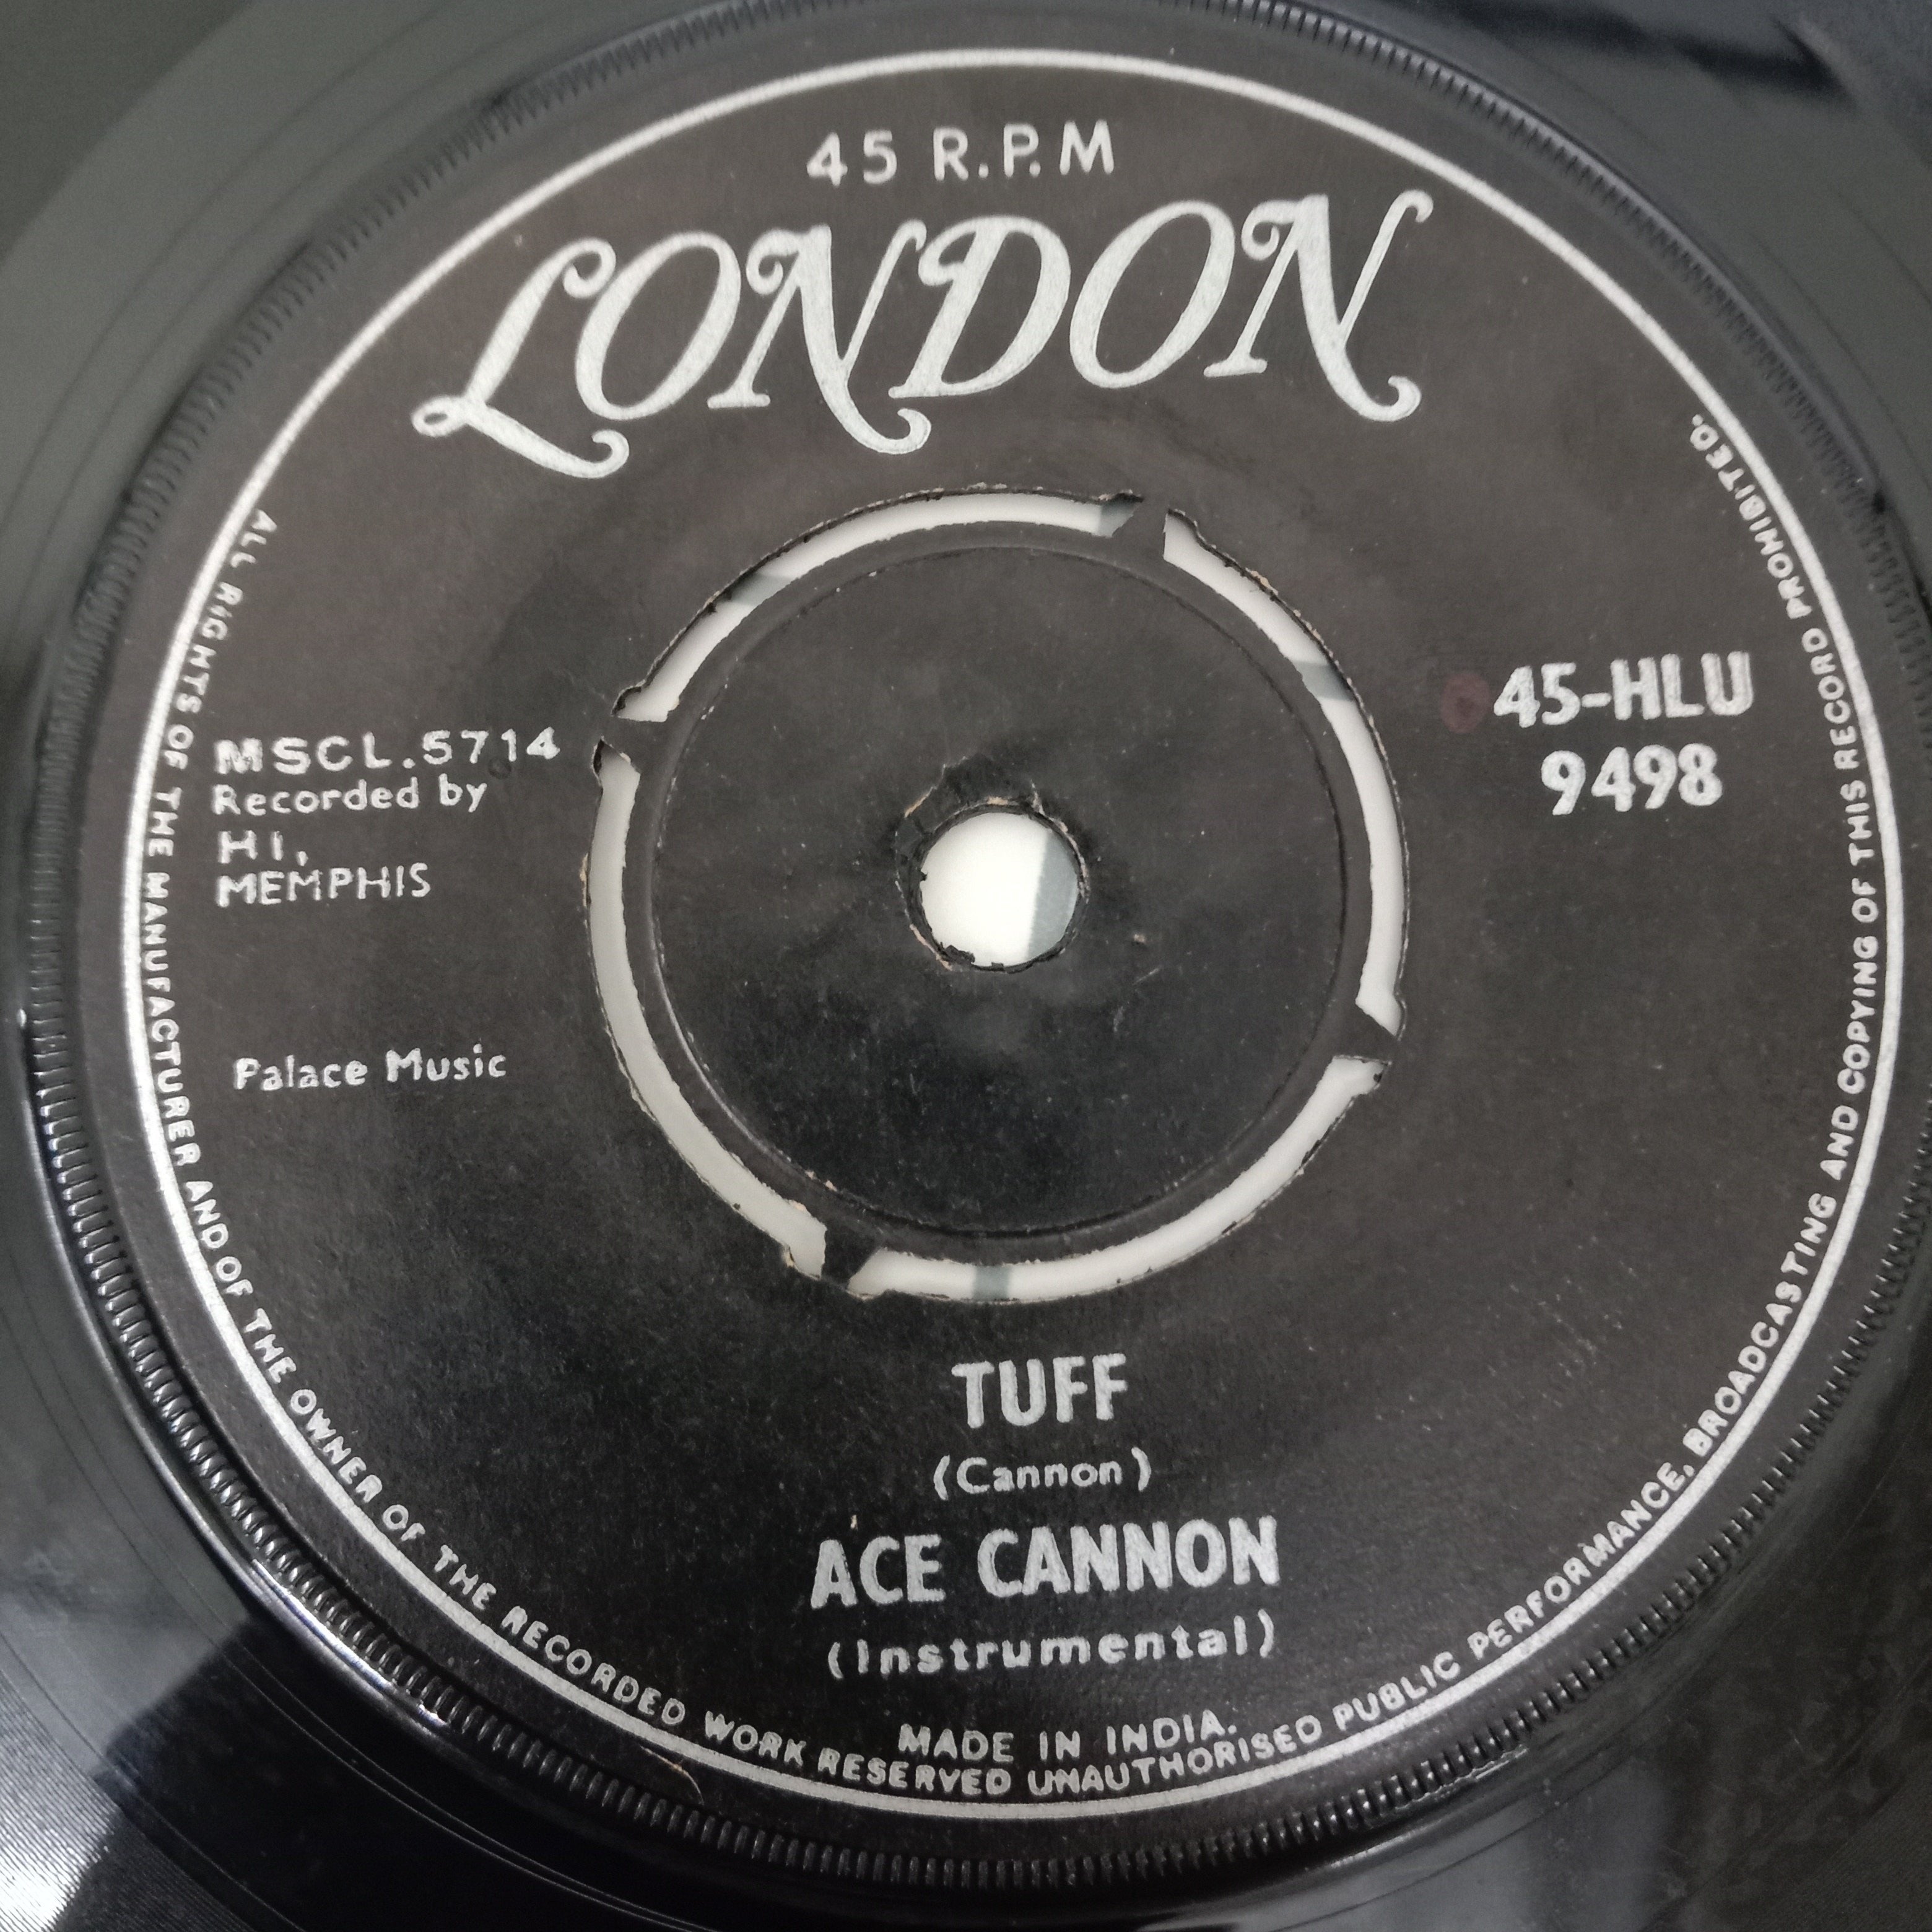 45 R.P.M
LONDON
MSCL.5714
Recorded by
HI,
MEMPHIS
45-HLU
9498
Palace Music
TUFF
(Cannon)
ACE CANNON
(Instrumental)
MADE IN INDIA.
ALL RIGHTS OF THE MANUFACTURER AND OF THE OWNER OF THE RECORDED WORK RESERVED UNAUTHORISED PUBLIC PERFORMANCE, BROADCASTING AND COPYING OF THIS RECORD PROHIBITED.